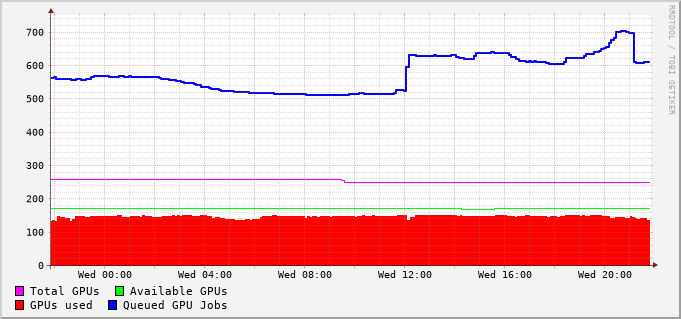 RRDTOOL / TOBI OETIKER
700
600
500
400
300
200
100
0
Wed 00:00 Wed 04:00 Wed 08:00 Wed 12:00 Wed 16:00 Wed 20:00
Total GPUs Available GPUs
GPUs used Queued GPU Jobs